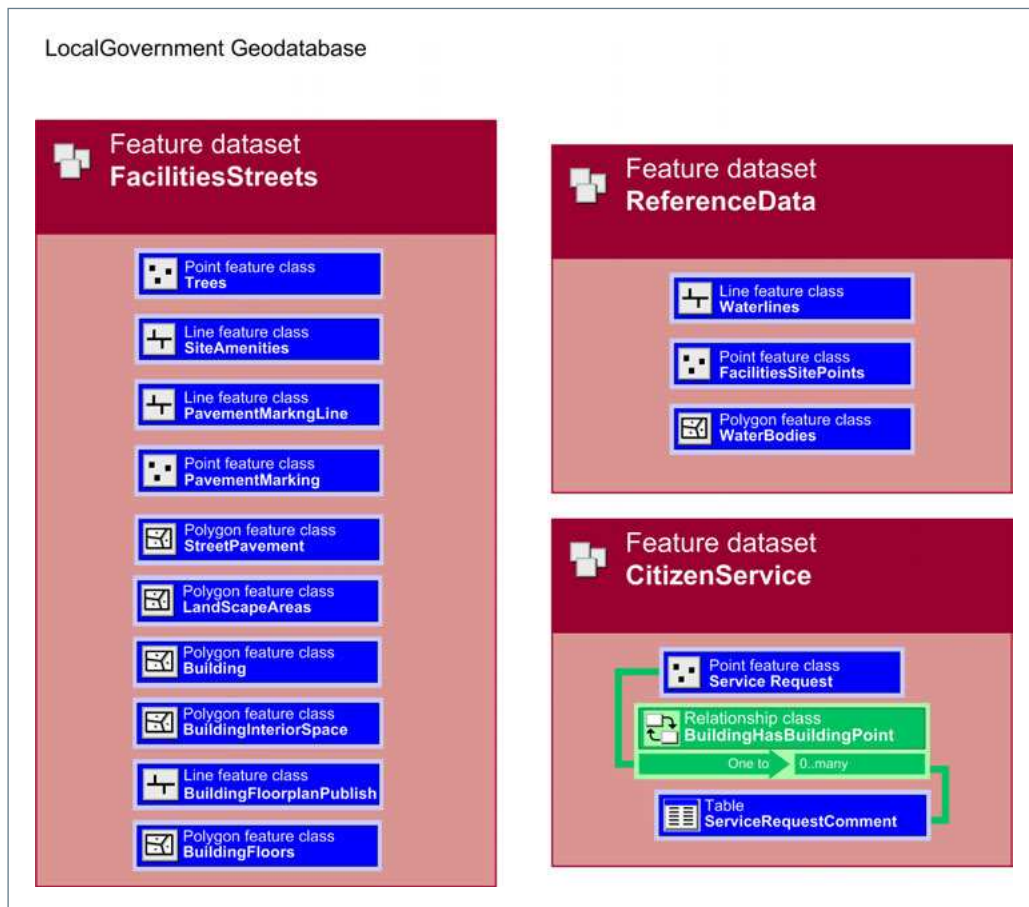 LocalGovernment Geodatabase
Feature dataset
FacilitiesStreets
Point feature class
Trees
Line feature class
SiteAmenities
Line feature class
PavementMarkngLine
Point feature class
PavementMarking
Polygon feature class
StreetPavement
Polygon feature class
LandScapeAreas
Polygon feature class
Building
Polygon feature class
BuildingInteriorSpace
Line feature class
BuildingFloorplanPublish
Polygon feature class
BuildingFloors
Feature dataset
ReferenceData
Line feature class
Waterlines
Point feature class
FacilitiesSitePoints
Polygon feature class
WaterBodies
Feature dataset
CitizenService
Point feature class
Service Request
Relationship class
BuildingHasBuildingPoint
One to 0..many
Table
ServiceRequestComment